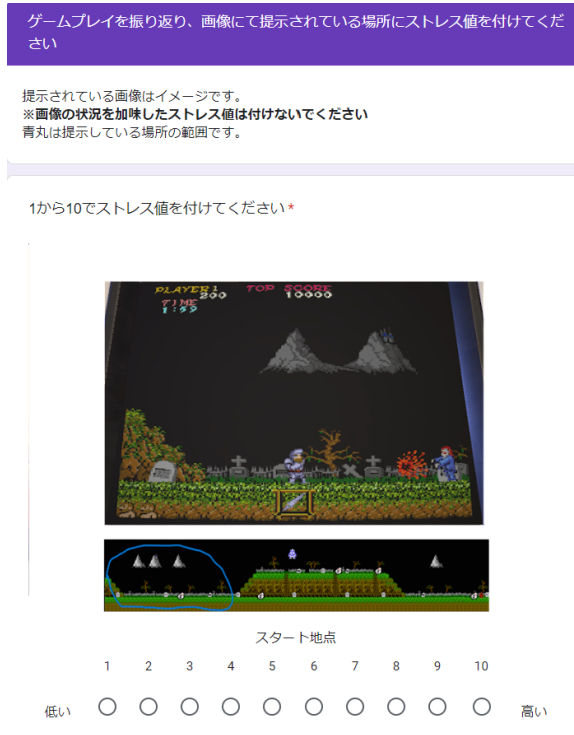 ゲームプレイを振り返り、画像にて提示されている場所にストレス値を付けてくだ
さい
提示されている画像はイメージです。
※画像の状況を加味したストレス値は付けないでください
青丸は提示している場所の範囲です。
1から10でストレス値を付けてください*
PLAYER1 TOP SCORE
200 10000
TIME
1:59
スタート地点
1 2 3 4 5 6 7 8 9 10
低い 高い